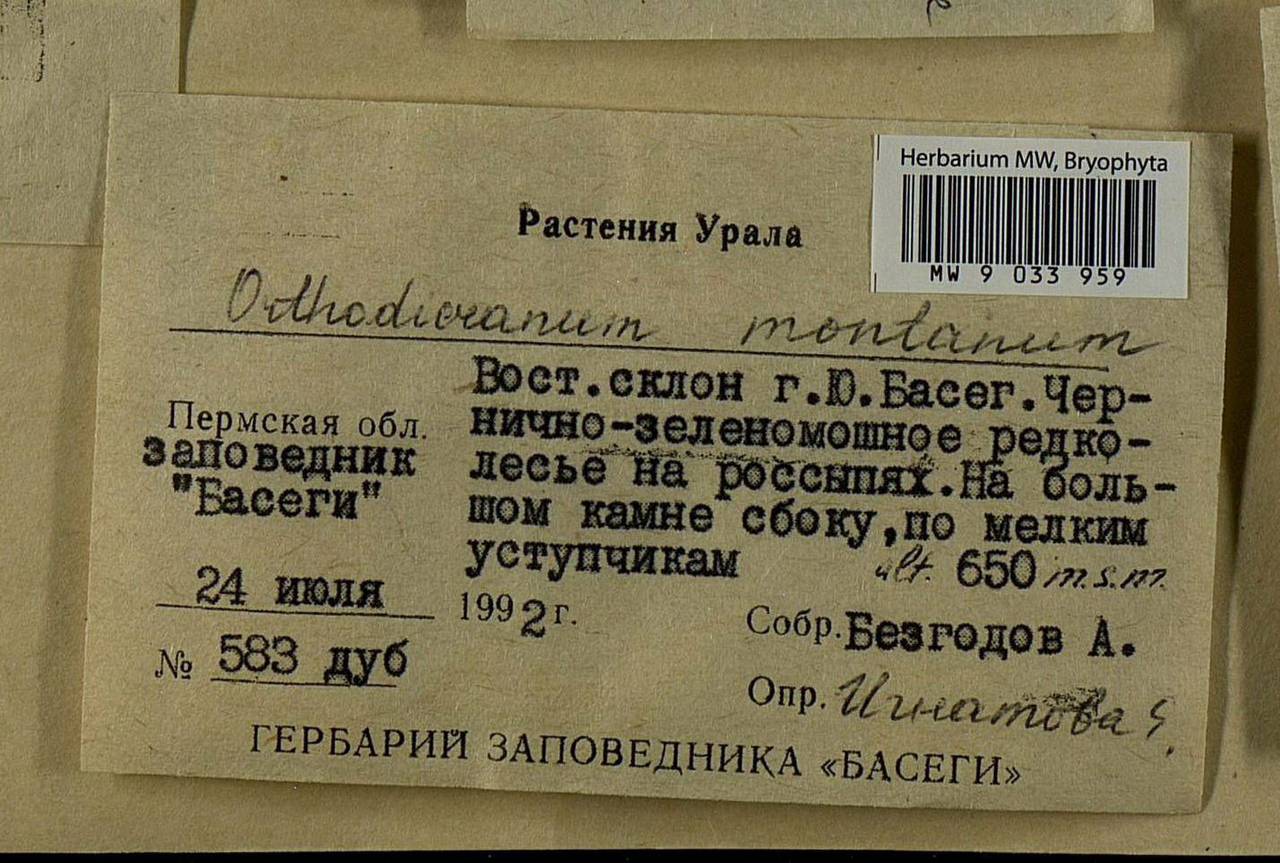 Herbarium MW, Bryophyta
MW 9 033 959
Растения Урала
Orthodicranum montanum
Пермская обл.
заповедник
"Басеги"
Вост.склон г.Ю.Басег.Чер-
нично-зеленомошное редко-
лесье на россыпях.На боль-
шом камне сбоку,по мелким
уступчикам alt. 650 m.s.m.
24 июля 1992г.
№ 583 дуб
Собр.Безгодов А.
Опр. Игнатова
ГЕРБАРИЙ ЗАПОВЕДНИКА «БАСЕГИ»